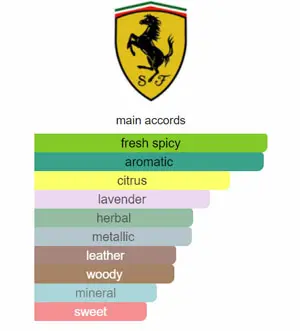 S F
main accords
fresh spicy
aromatic
citrus
lavender
herbal
metallic
leather
woody
mineral
sweet